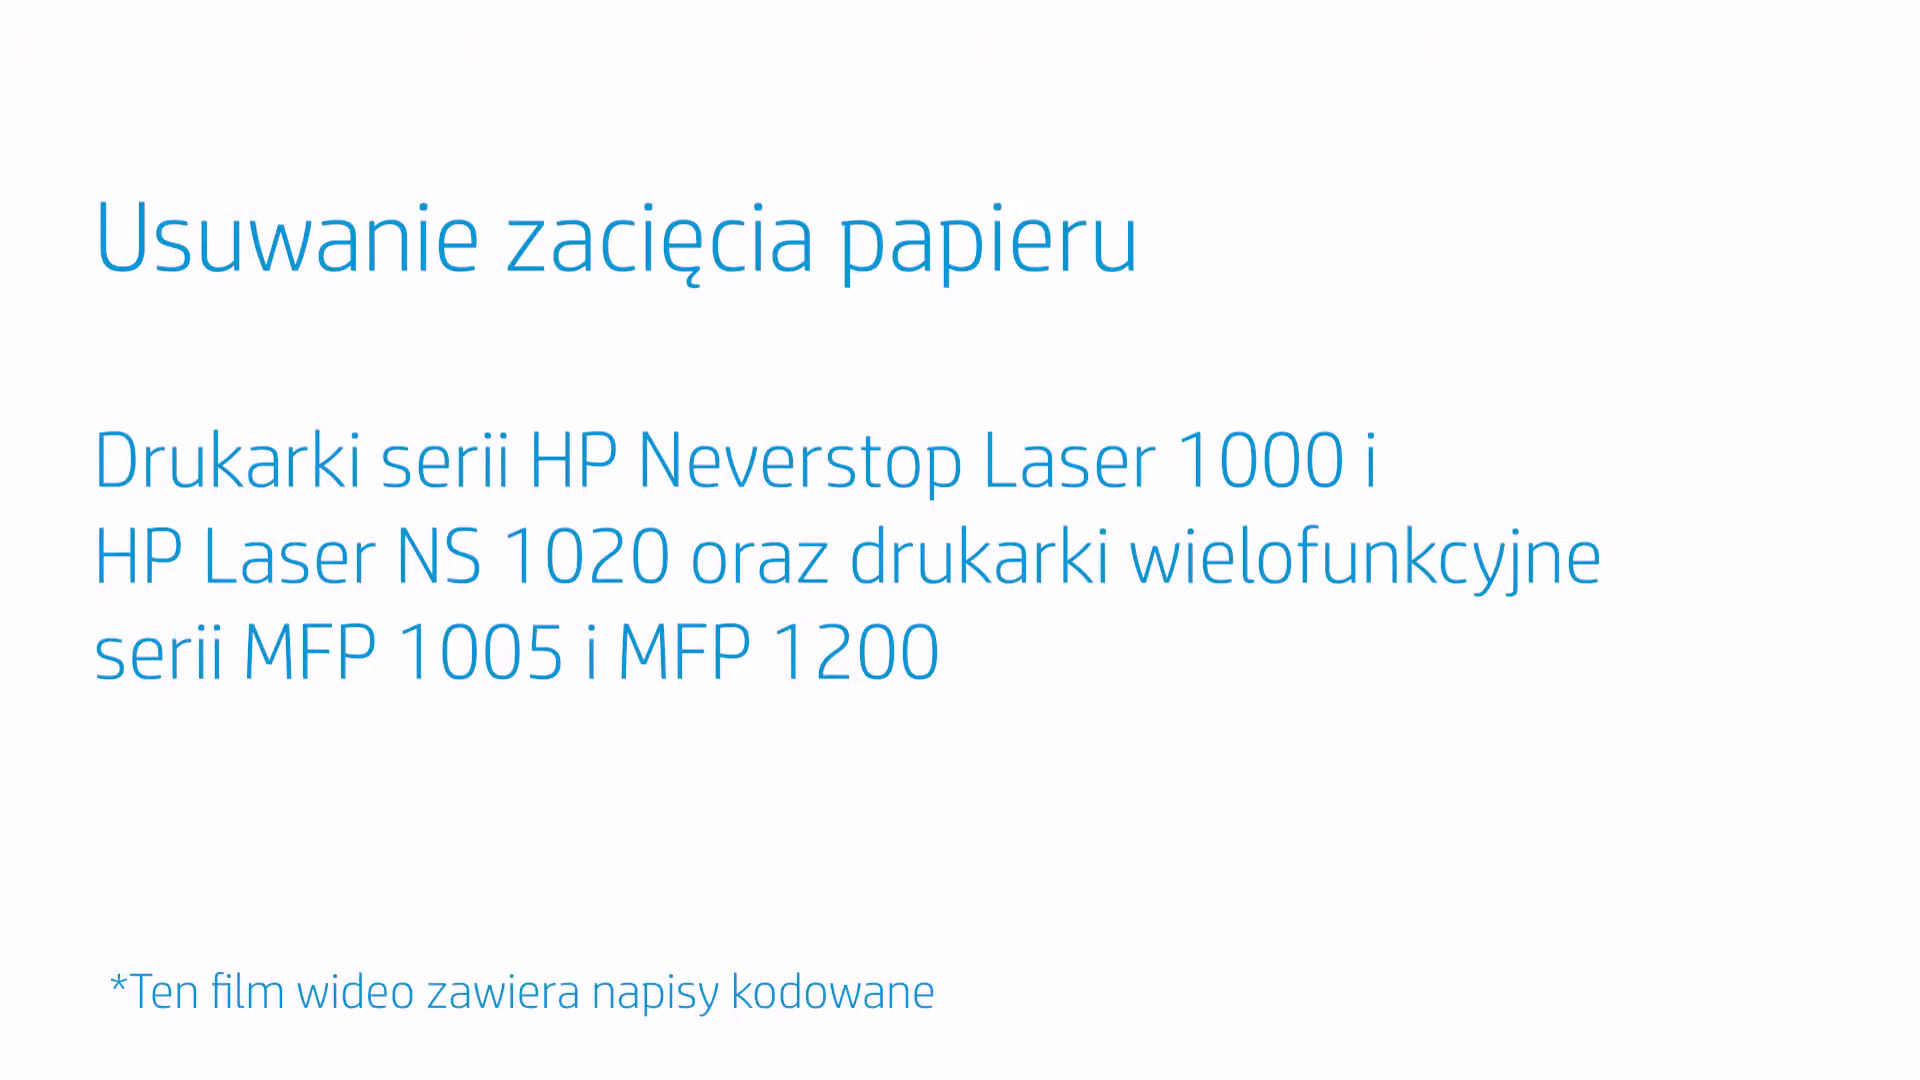 Usuwanie zacięcia papieru
Drukarki serii HP Neverstop Laser 1000 i
HP Laser NS 1020 oraz drukarki wielofunkcyjne
serii MFP 1005 i MFP 1200
*Ten film wideo zawiera napisy kodowane